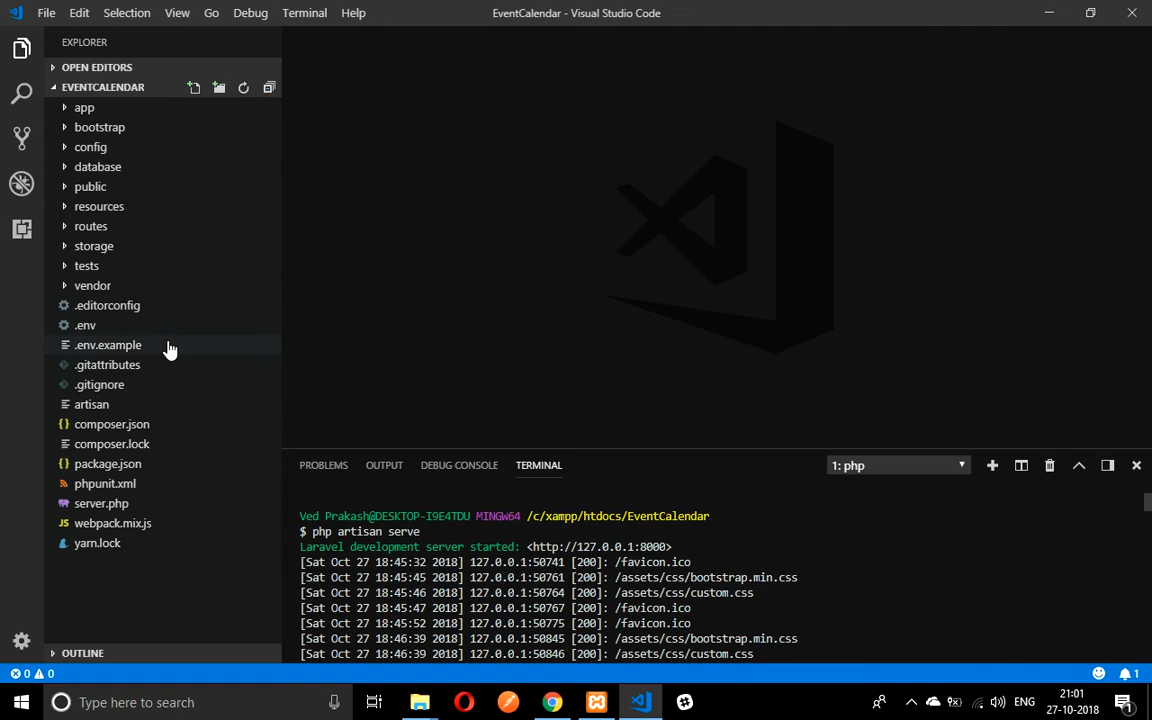 File Edit Selection View Go Debug Terminal Help
EventCalendar - Visual Studio Code
EXPLORER
OPEN EDITORS
EVENTCALENDAR
app
bootstrap
config
database
public
resources
routes
storage
tests
vendor
.editorconfig
.env
.env.example
.gitattributes
.gitignore
artisan
composer.json
composer.lock
package.json
phpunit.xml
server.php
JS webpack.mix.js
yarn.lock
OUTLINE
PROBLEMS OUTPUT DEBUG CONSOLE TERMINAL
1: php
Ved Prakash@DESKTOP-I9E4TDU MINGW64 /c/xampp/htdocs/EventCalendar
$ php artisan serve
Laravel development server started: <http://127.0.0.1:8000>
[Sat Oct 27 18:45:32 2018] 127.0.0.1:50741 [200]: /favicon.ico
[Sat Oct 27 18:45:45 2018] 127.0.0.1:50761 [200]: /assets/css/bootstrap.min.css
[Sat Oct 27 18:45:46 2018] 127.0.0.1:50764 [200]: /assets/css/custom.css
[Sat Oct 27 18:45:47 2018] 127.0.0.1:50767 [200]: /favicon.ico
[Sat Oct 27 18:45:52 2018] 127.0.0.1:50775 [200]: /favicon.ico
[Sat Oct 27 18:46:39 2018] 127.0.0.1:50845 [200]: /assets/css/bootstrap.min.css
[Sat Oct 27 18:46:39 2018] 127.0.0.1:50846 [200]: /assets/css/custom.css
0 0
1
Type here to search
ENG
21:01
27-10-2018
1